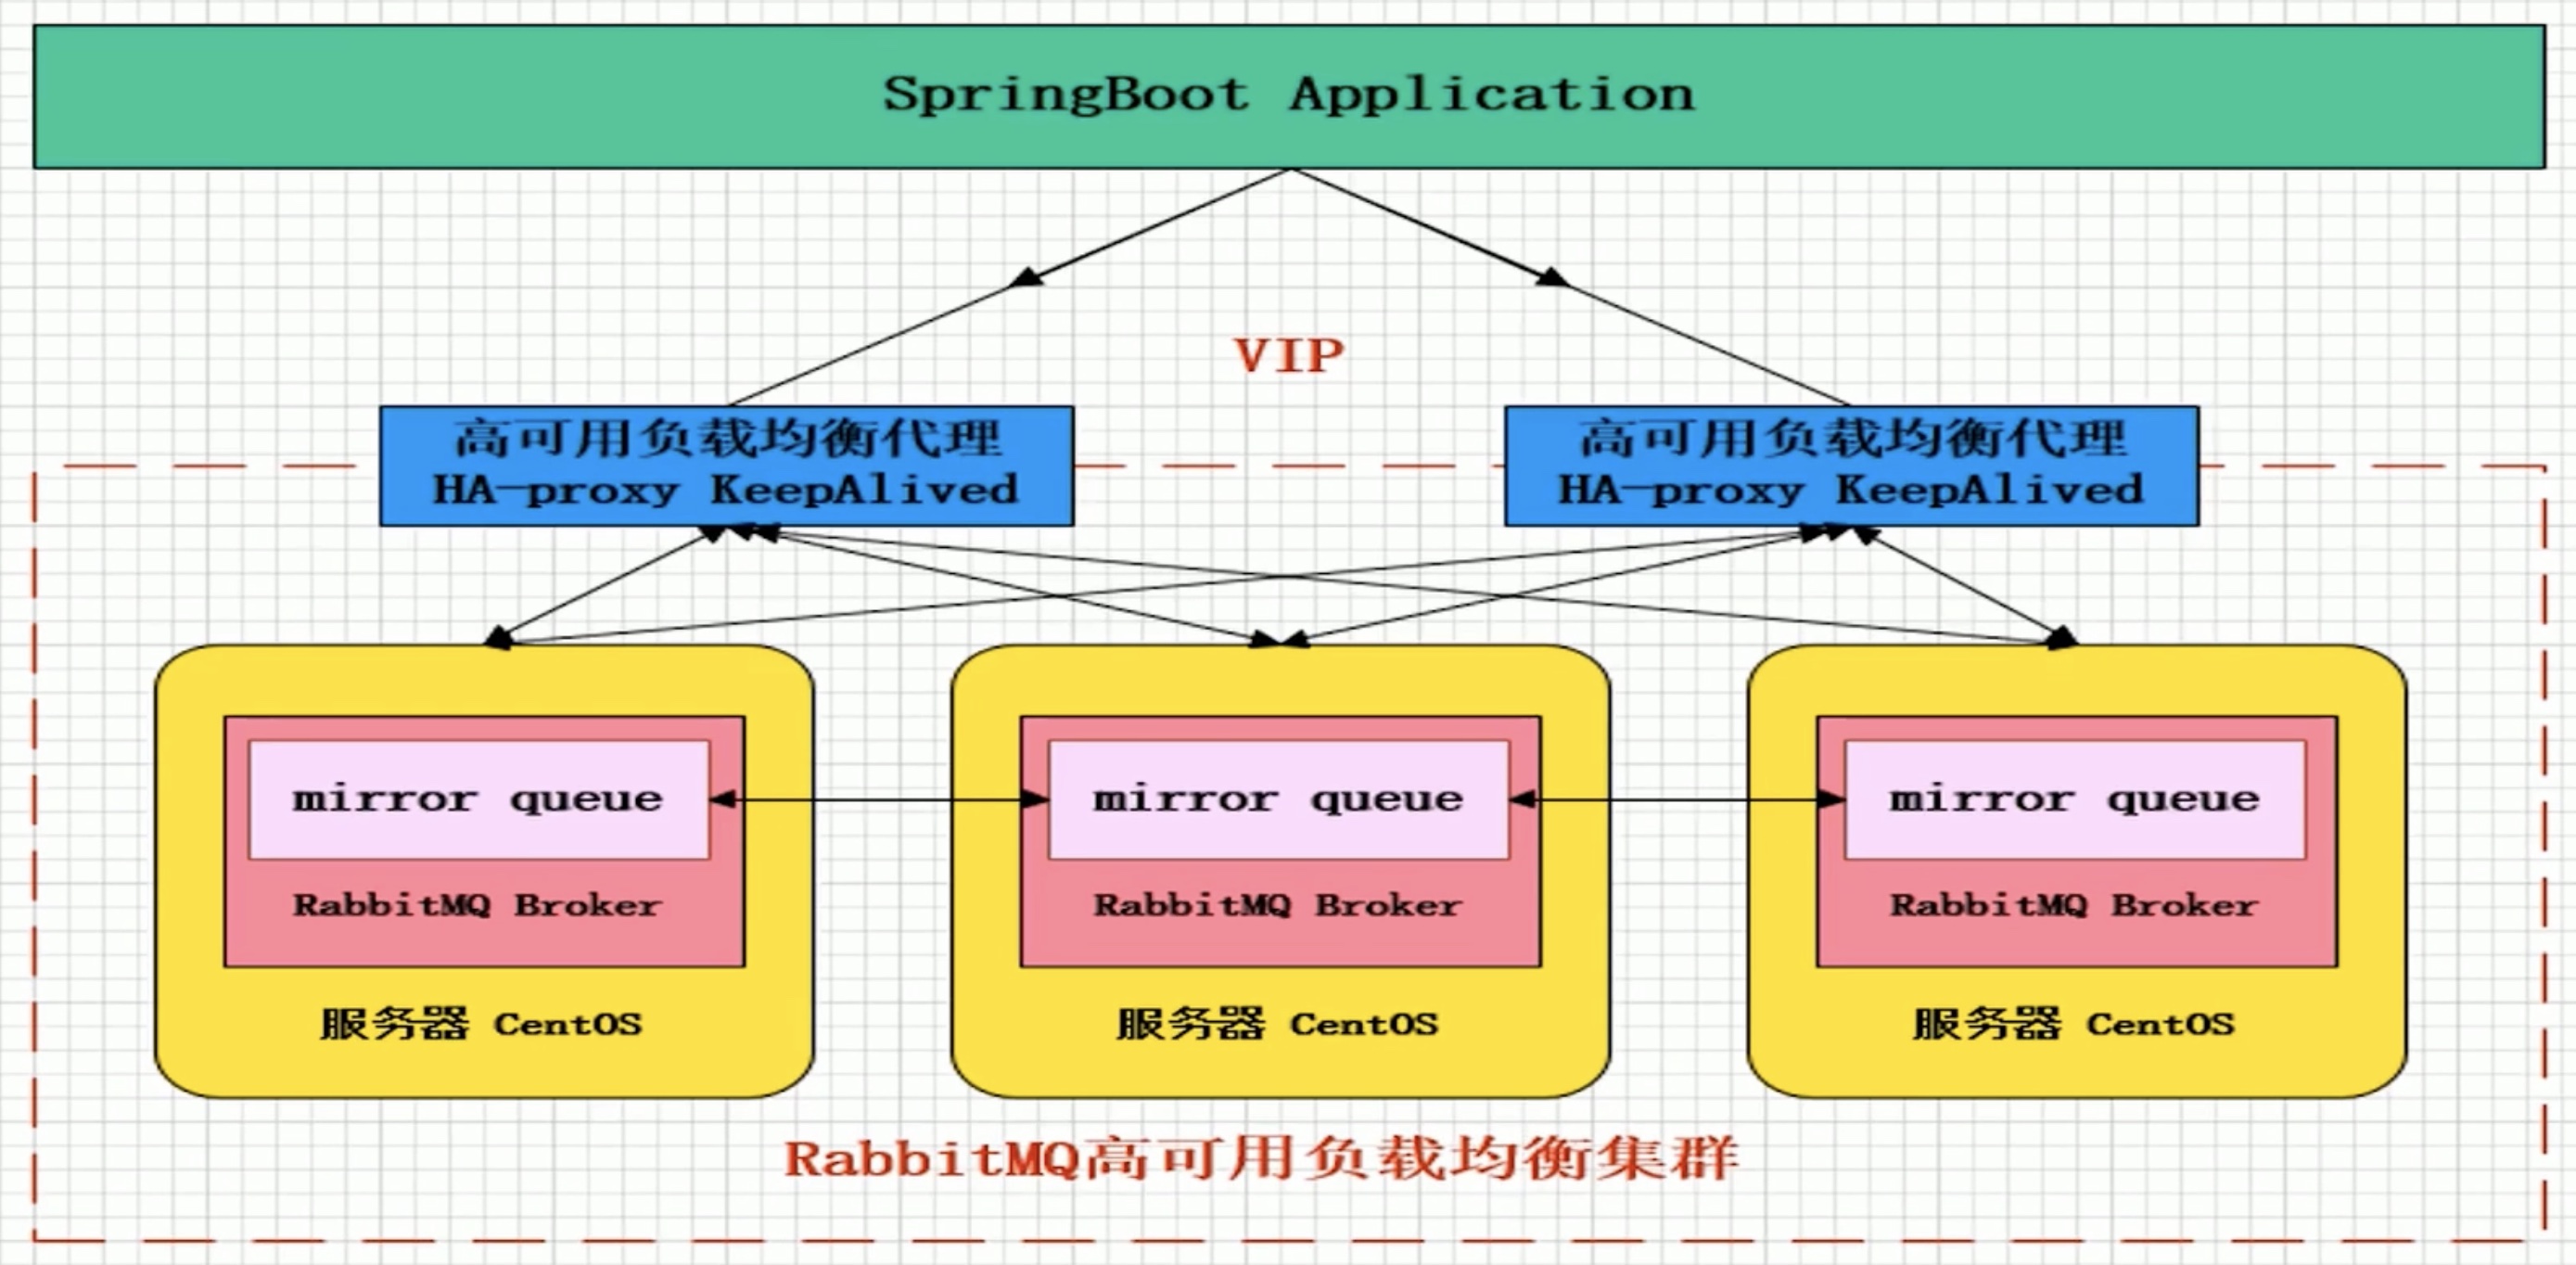 SpringBoot Application
VIP
高可用负载均衡代理
HA-proxy KeepAlived
高可用负载均衡代理
HA-proxy KeepAlived
mirror queue
RabbitMQ Broker
服务器 CentOS
mirror queue
RabbitMQ Broker
服务器 CentOS
mirror queue
RabbitMQ Broker
服务器 CentOS
RabbitMQ高可用负载均衡集群